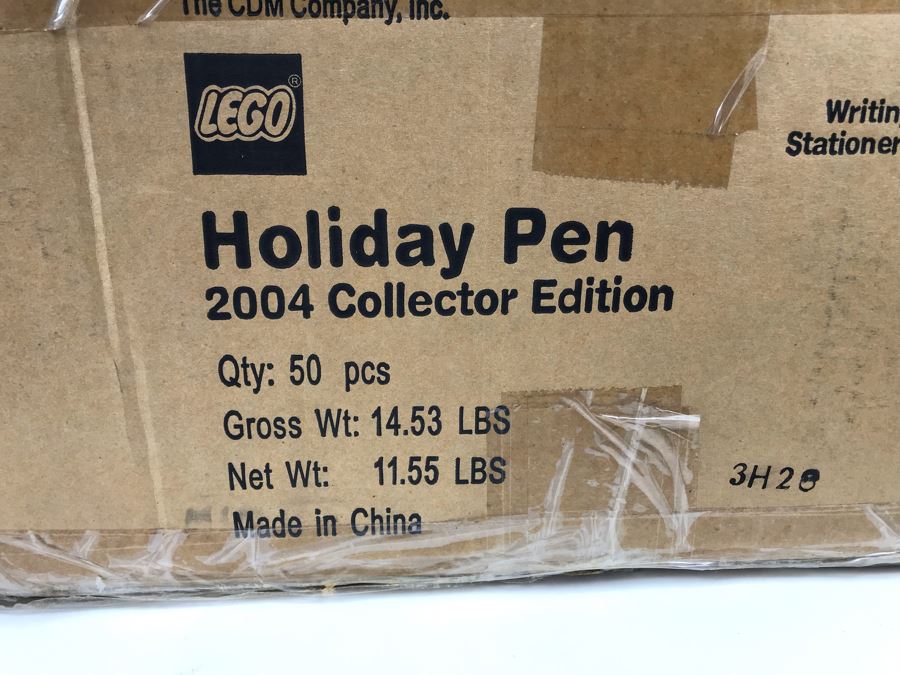 The CDM Company, Inc.
LEGO®
Writin
Stationer
Holiday Pen
2004 Collector Edition
Qty: 50 pcs
Gross Wt: 14.53 LBS
Net Wt: 11.55 LBS
3H28
Made in China